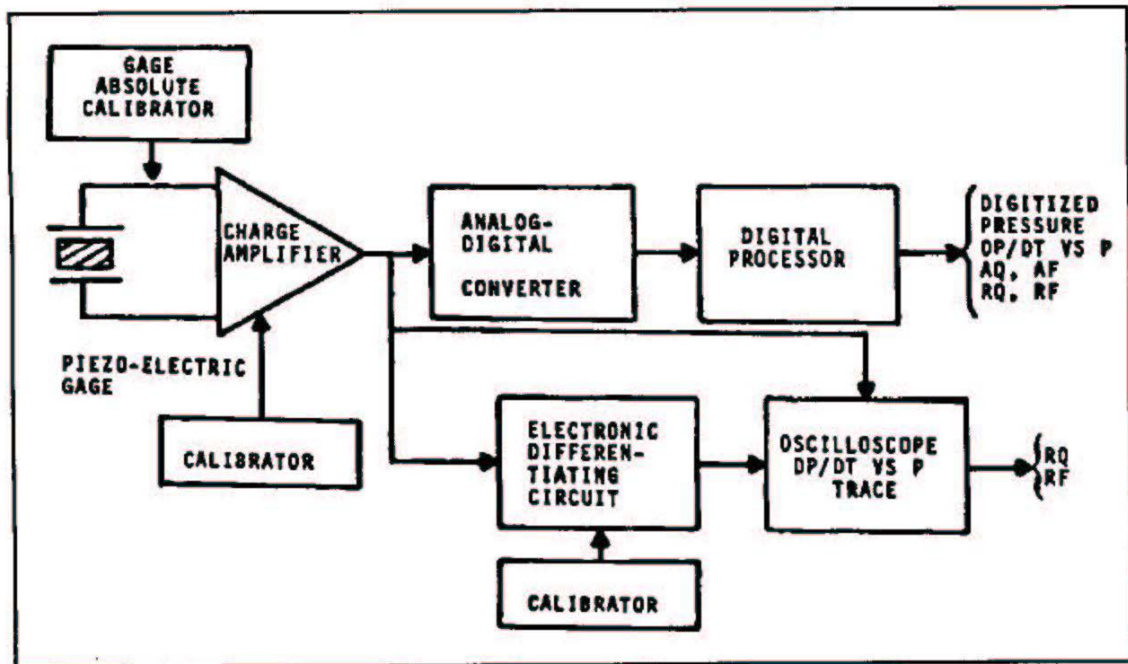 GAGE
ABSOLUTE
CALIBRATOR
CHARGE
AMPLIFIER
ANALOG-
DIGITAL
CONVERTER
DIGITAL
PROCESSOR
DIGITIZED
PRESSURE
DP/DT VS P
AQ, AF
RQ, RF
PIEZO-ELECTRIC
GAGE
CALIBRATOR
ELECTRONIC
DIFFEREN-
TIATING
CIRCUIT
OSCILLOSCOPE
DP/DT VS P
TRACE
RQ
RF
CALIBRATOR